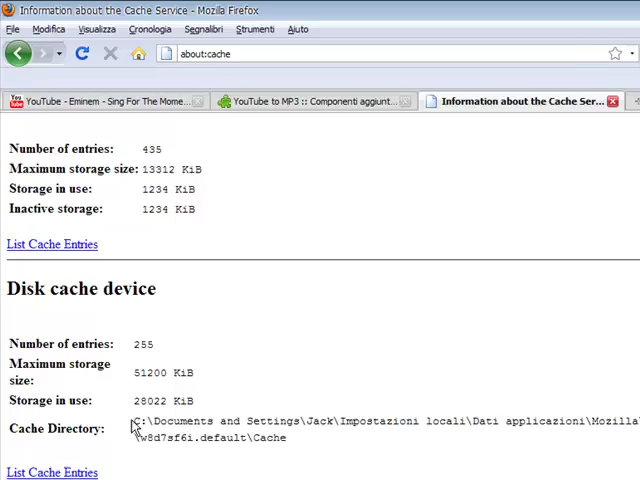 Information about the Cache Service - Mozilla Firefox
File Modifica Visualizza Cronologia Segnalibri Strumenti Aiuto
about:cache
You Tube YouTube - Eminem - Sing For The Mome... YouTube to MP3 :: Componenti aggiunt... Information about the Cache Ser...
Number of entries: 435
Maximum storage size: 13312 KiB
Storage in use: 1234 KiB
Inactive storage: 1234 KiB
List Cache Entries
Disk cache device
Number of entries: 255
Maximum storage
size: 51200 KiB
Storage in use: 28022 KiB
Cache Directory: C:\Documents and Settings\Jack\Impostazioni locali\Dati applicazioni\Mozilla
\w8d7sf6i.default\Cache
List Cache Entries